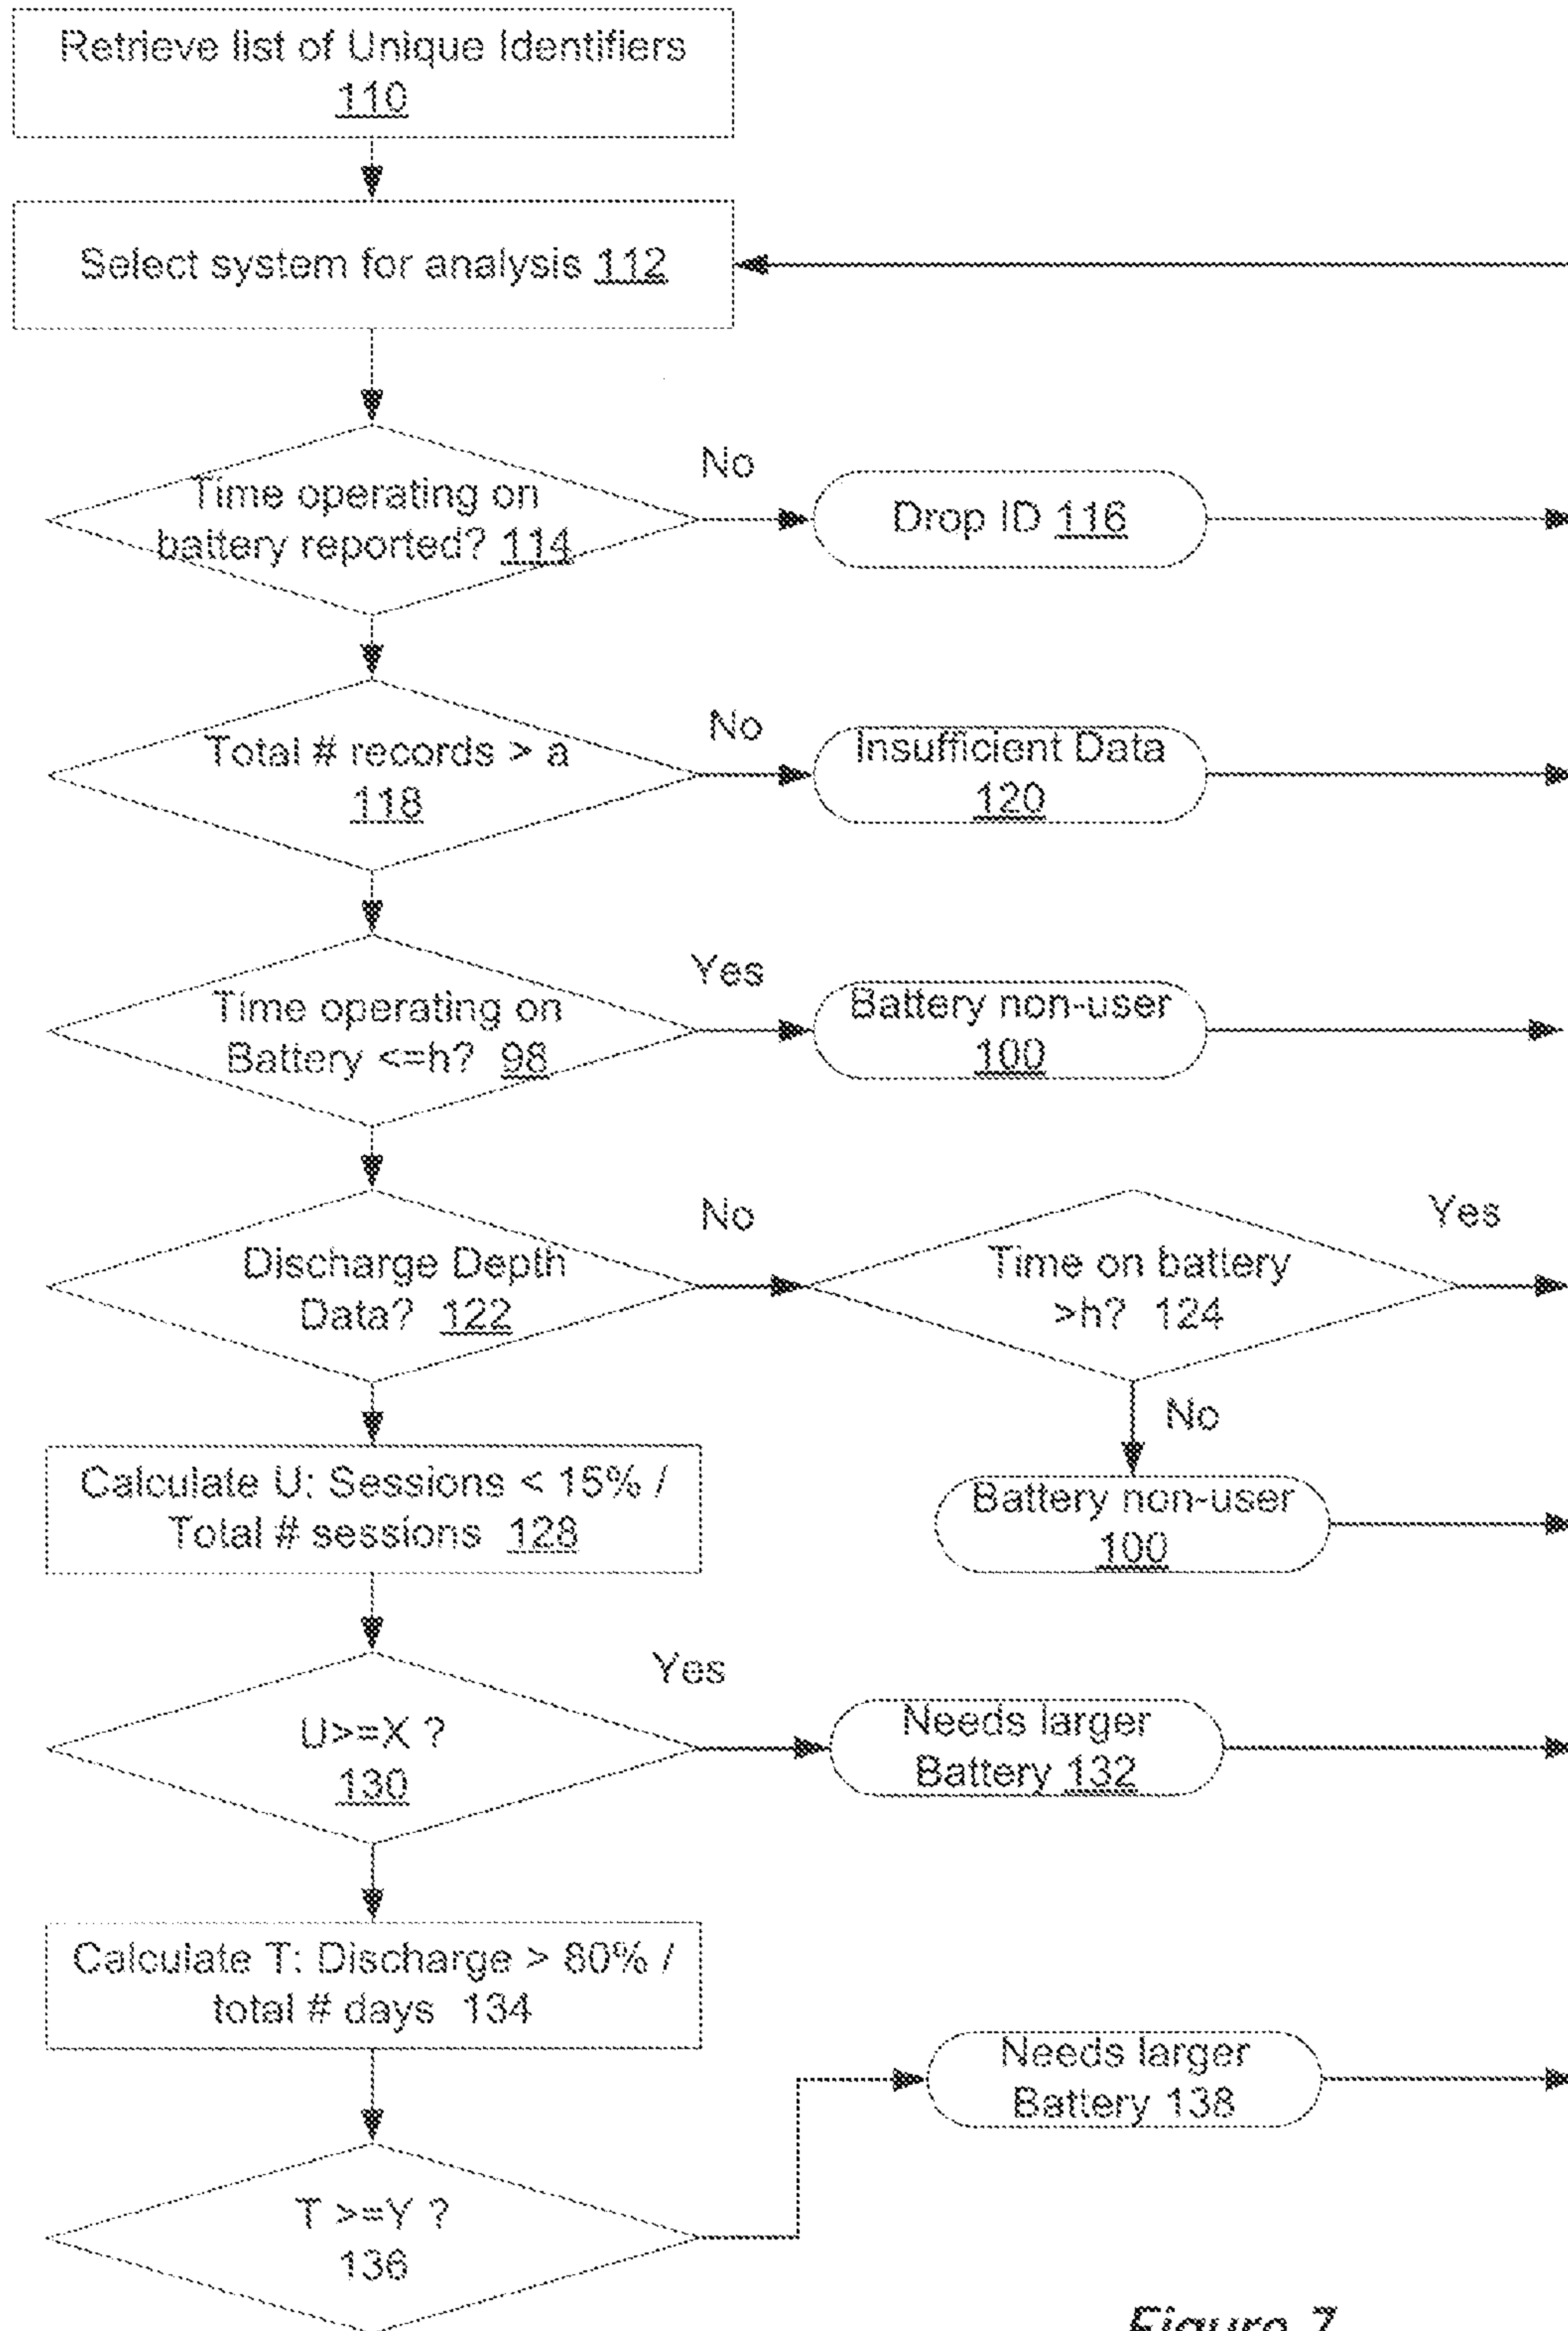 Retrieve list of Unique Identifiers
110
Select system for analysis 112
Time operating on
battery reported? 114
No
Drop ID 116
Total # records > a
118
No
Insufficient Data
120
Time operating on
Battery <=h? 98
Yes
Battery non-user
100
Discharge Depth
Data? 122
No
Time on battery
>h? 124
Yes
No
Battery non-user
100
Calculate U: Sessions < 15% /
Total # sessions 128
U>=X ?
130
Yes
Needs larger
Battery 132
Calculate T: Discharge > 80% /
total # days 134
Needs larger
Battery 138
T >=Y ?
136
Figure 7